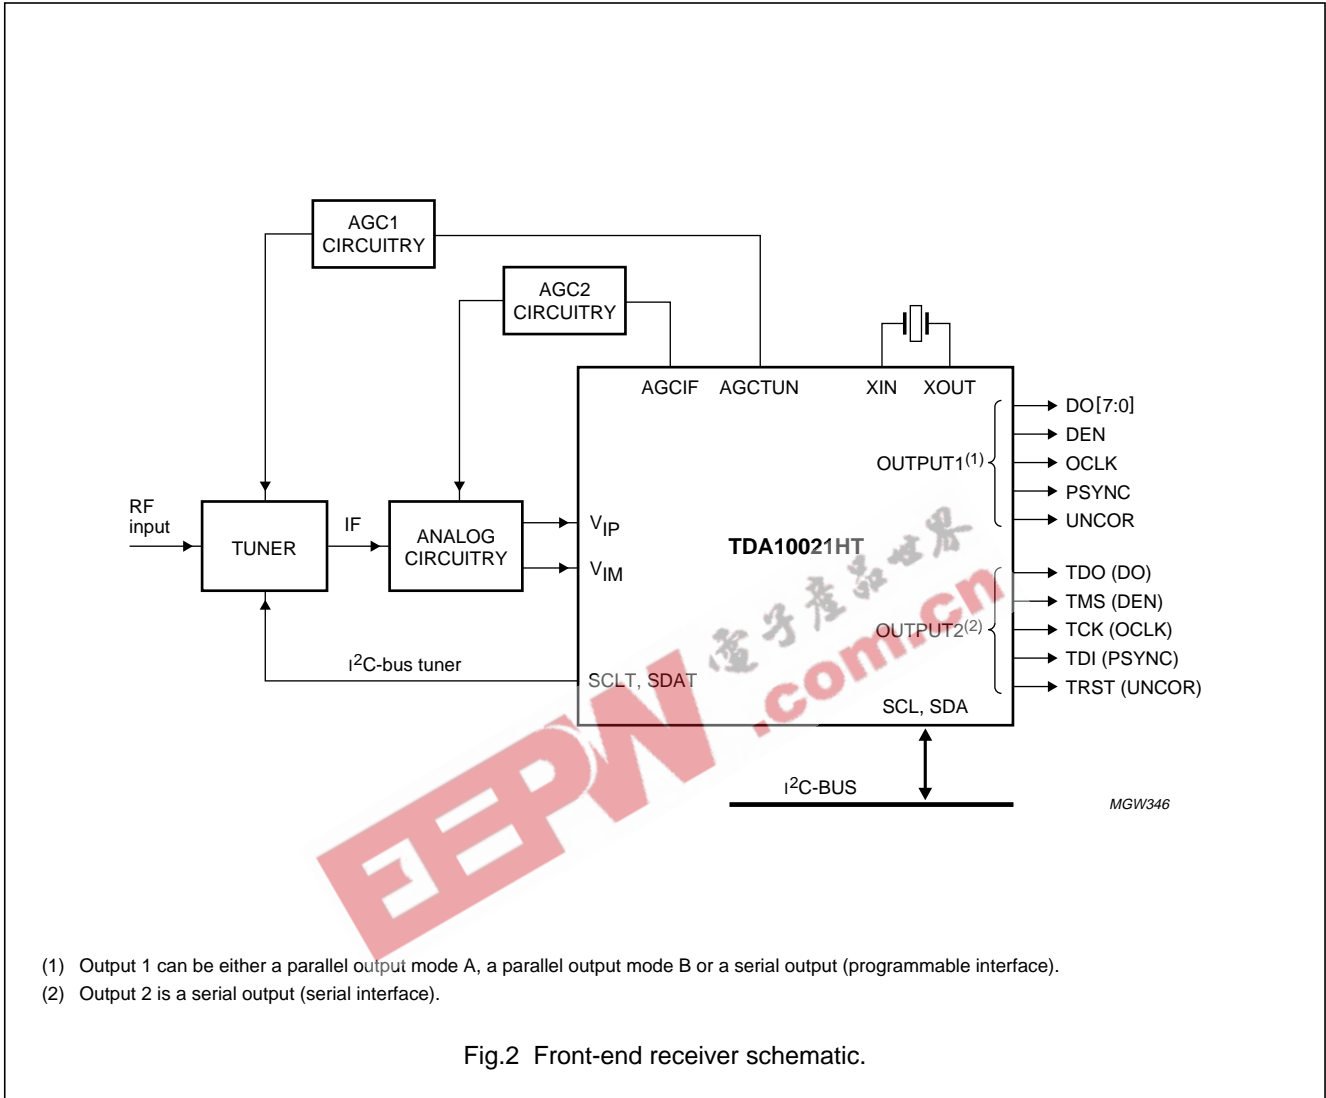 AGC1
CIRCUITRY
AGC2
CIRCUITRY
AGCIF AGCTUN XIN XOUT
DO[7:0]
DEN
OUTPUT1(1)
OCLK
PSYNC
UNCOR
RF
input
TUNER
IF
ANALOG
CIRCUITRY
VIP
VIM
TDA10021HT
TDO (DO)
TMS (DEN)
OUTPUT2(2)
TCK (OCLK)
TDI (PSYNC)
TRST (UNCOR)
I2C-bus tuner
SCLT, SDAT
SCL, SDA
I2C-BUS
MGW346
EEPW
.com.cn
電子產品世界
(1) Output 1 can be either a parallel output mode A, a parallel output mode B or a serial output (programmable interface).
(2) Output 2 is a serial output (serial interface).
Fig.2 Front-end receiver schematic.